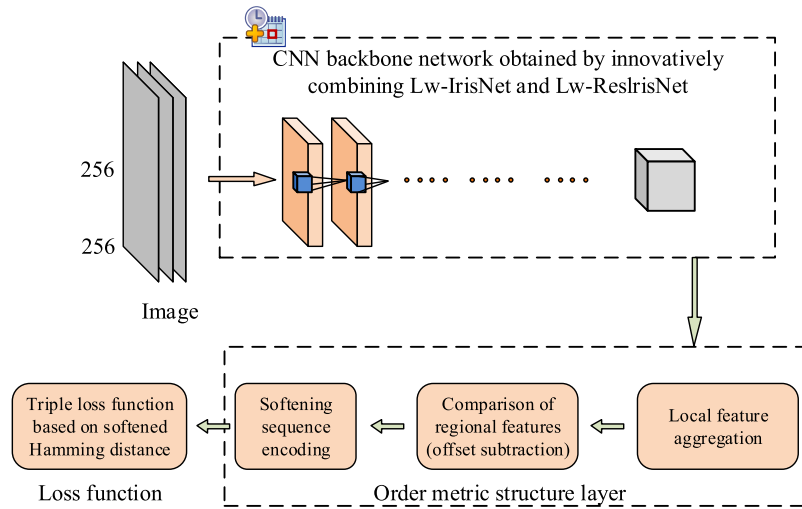 CNN backbone network obtained by innovatively
combining Lw-IrisNet and Lw-ResIrisNet
256
256
Image
Triple loss function
based on softened
Hamming distance
Softening
sequence
encoding
Comparison of
regional features
(offset subtraction)
Local feature
aggregation
Loss function
Order metric structure layer